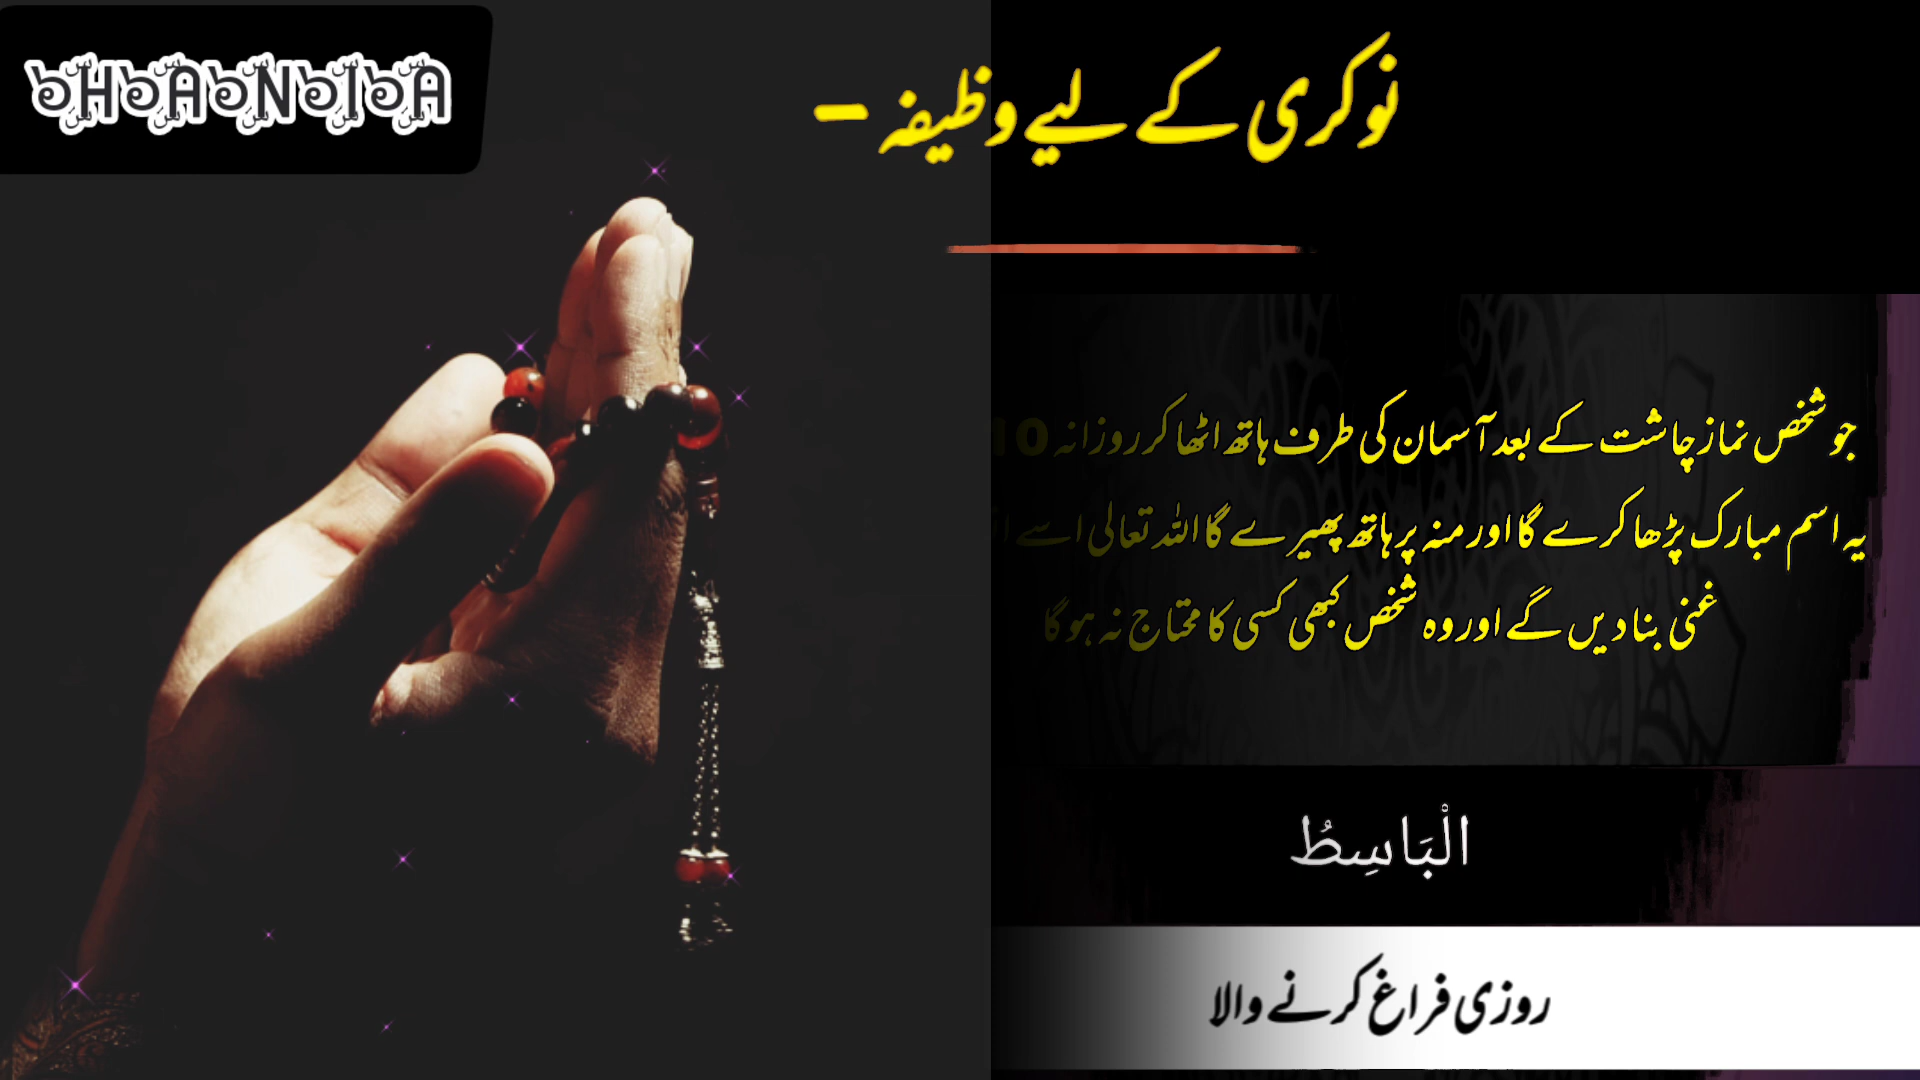 HANIA
نوکری کے لیے وظیفہ -
جو شخص نماز چاشت کے بعد آسمان کی طرف ہاتھ اٹھا کر روزانہ 10
یہ اسم مبارک پڑھا کرے گا اور منہ پر ہاتھ پھیرے گا اللہ تعالی اسے
غنی بنا دیں گے اور وہ شخص کبھی کسی کا محتاج نہ ہو گا
الْبَاسِطُ
روزی فراغ کرنے والا